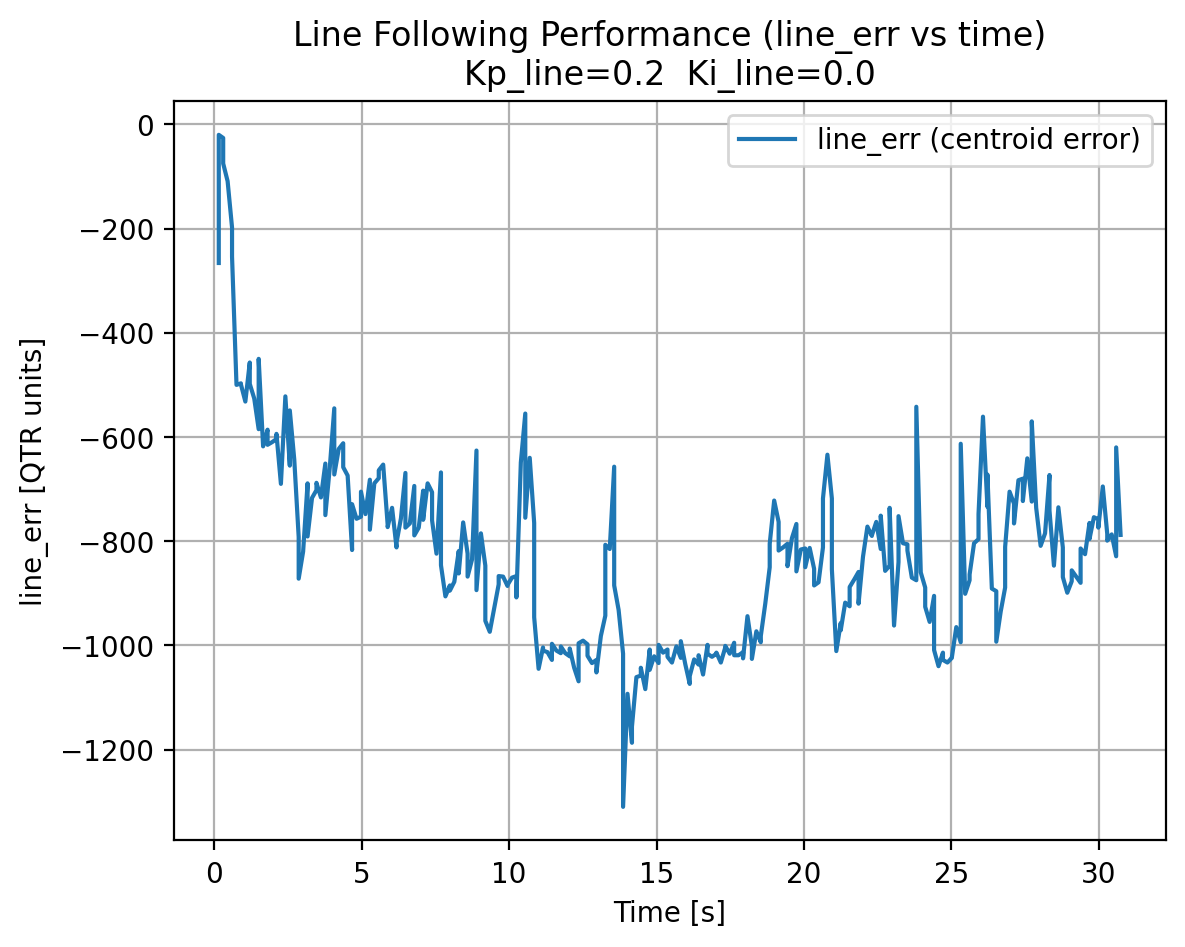 Line Following Performance (line_err vs time)
Kp_line=0.2  Ki_line=0.0
line_err (centroid error)
line_err [QTR units]
0
−200
−400
−600
−800
−1000
−1200
0 5 10 15 20 25 30
Time [s]